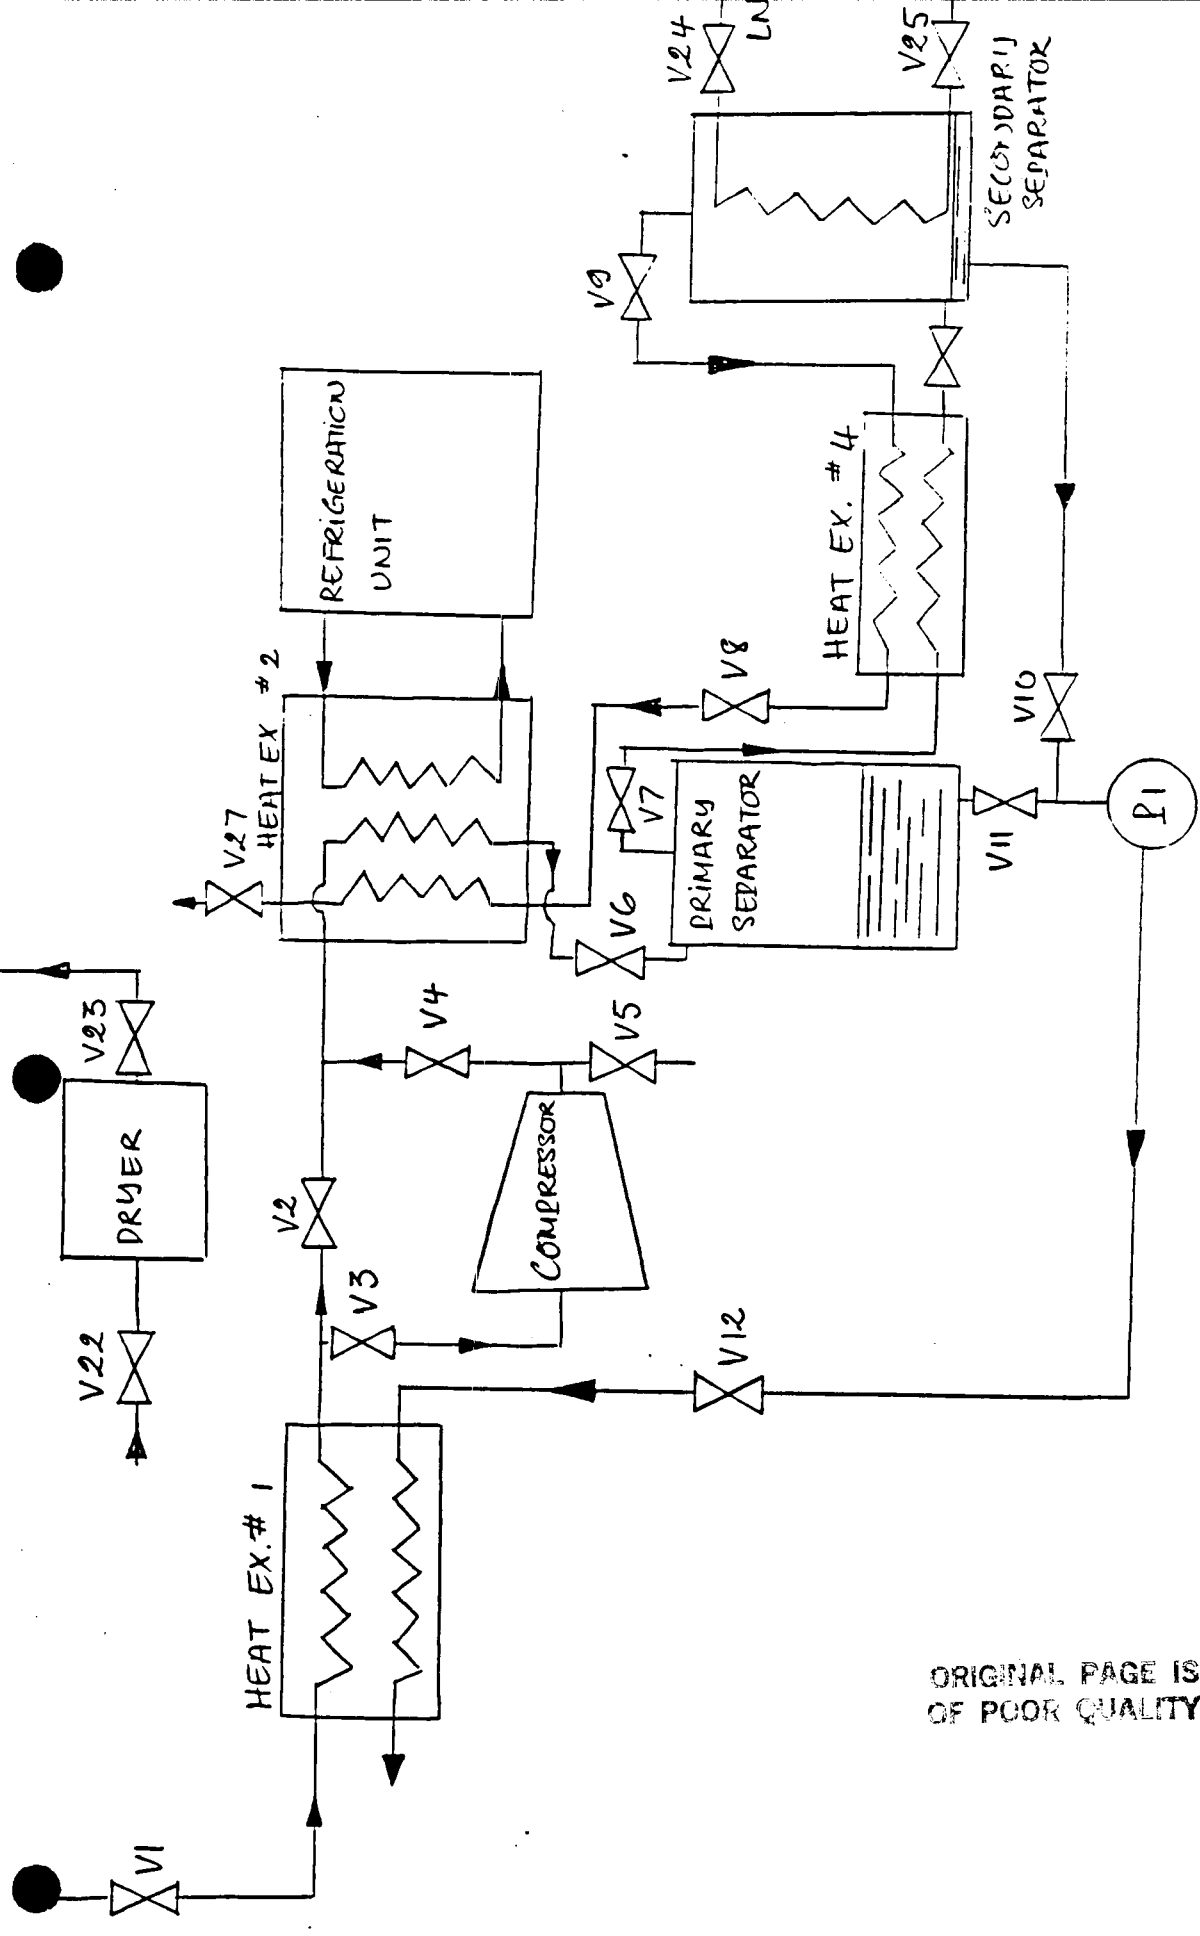 V1
HEAT EX. # 1
V22
DRYER
V23
V2
V3
V12
COMPRESSOR
V4
V5
V27
HEAT EX #2
V6
V7
PRIMARY
SEPARATOR
V11
P1
V10
V8
REFRIGERATION
UNIT
HEAT EX. #4
V9
V24
LN
V25
SECONDARY
SEPARATOR
ORIGINAL PAGE IS
OF POOR QUALITY